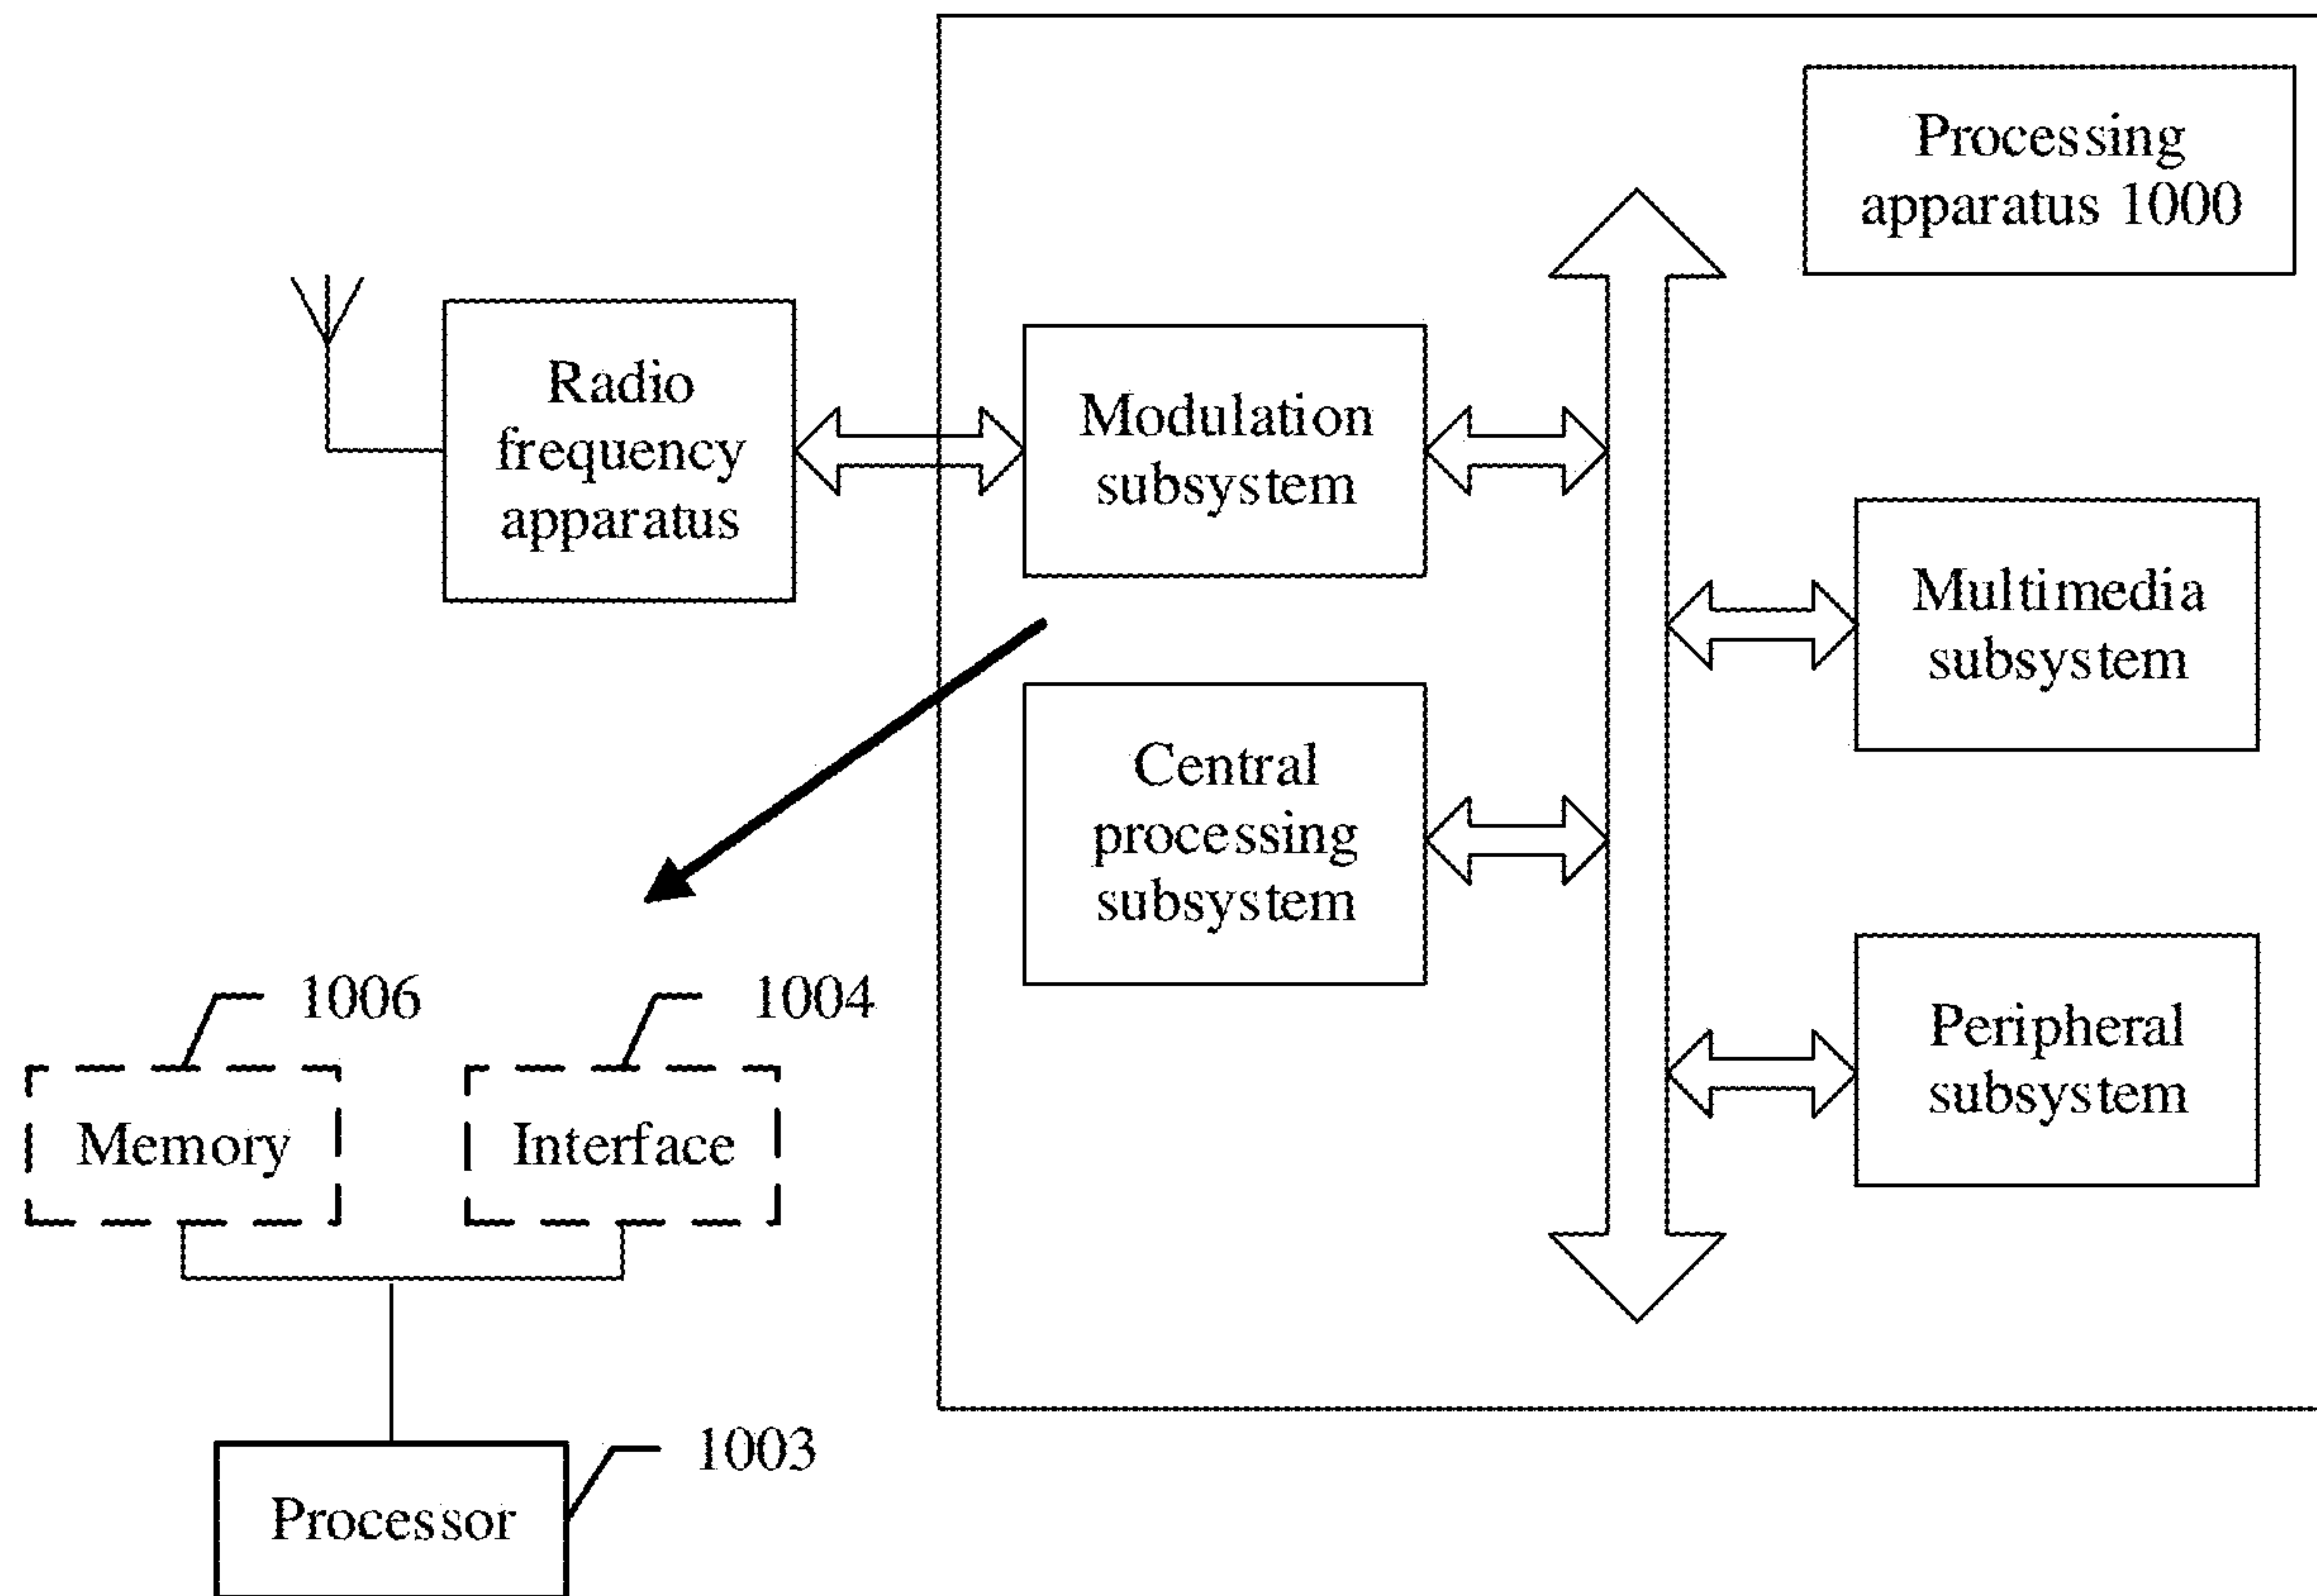 Processing
apparatus 1000
Radio
frequency
apparatus
Modulation
subsystem
Multimedia
subsystem
Central
processing
subsystem
Peripheral
subsystem
1006
1004
Memory
Interface
1003
Processor